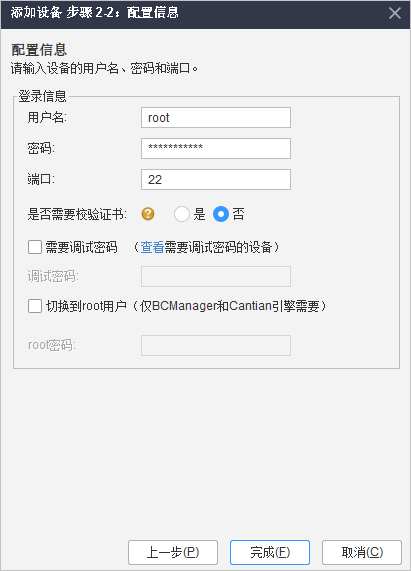 添加设备 步骤 2-2：配置信息
配置信息
请输入设备的用户名、密码和端口。
登录信息
用户名: root
密码: ***********
端口: 22
是否需要校验证书: ? 是 否
需要调试密码 （查看需要调试密码的设备）
调试密码:
切换到root用户（仅BCManager和Cantian引擎需要）
root密码:
上一步(P) 完成(F) 取消(C)